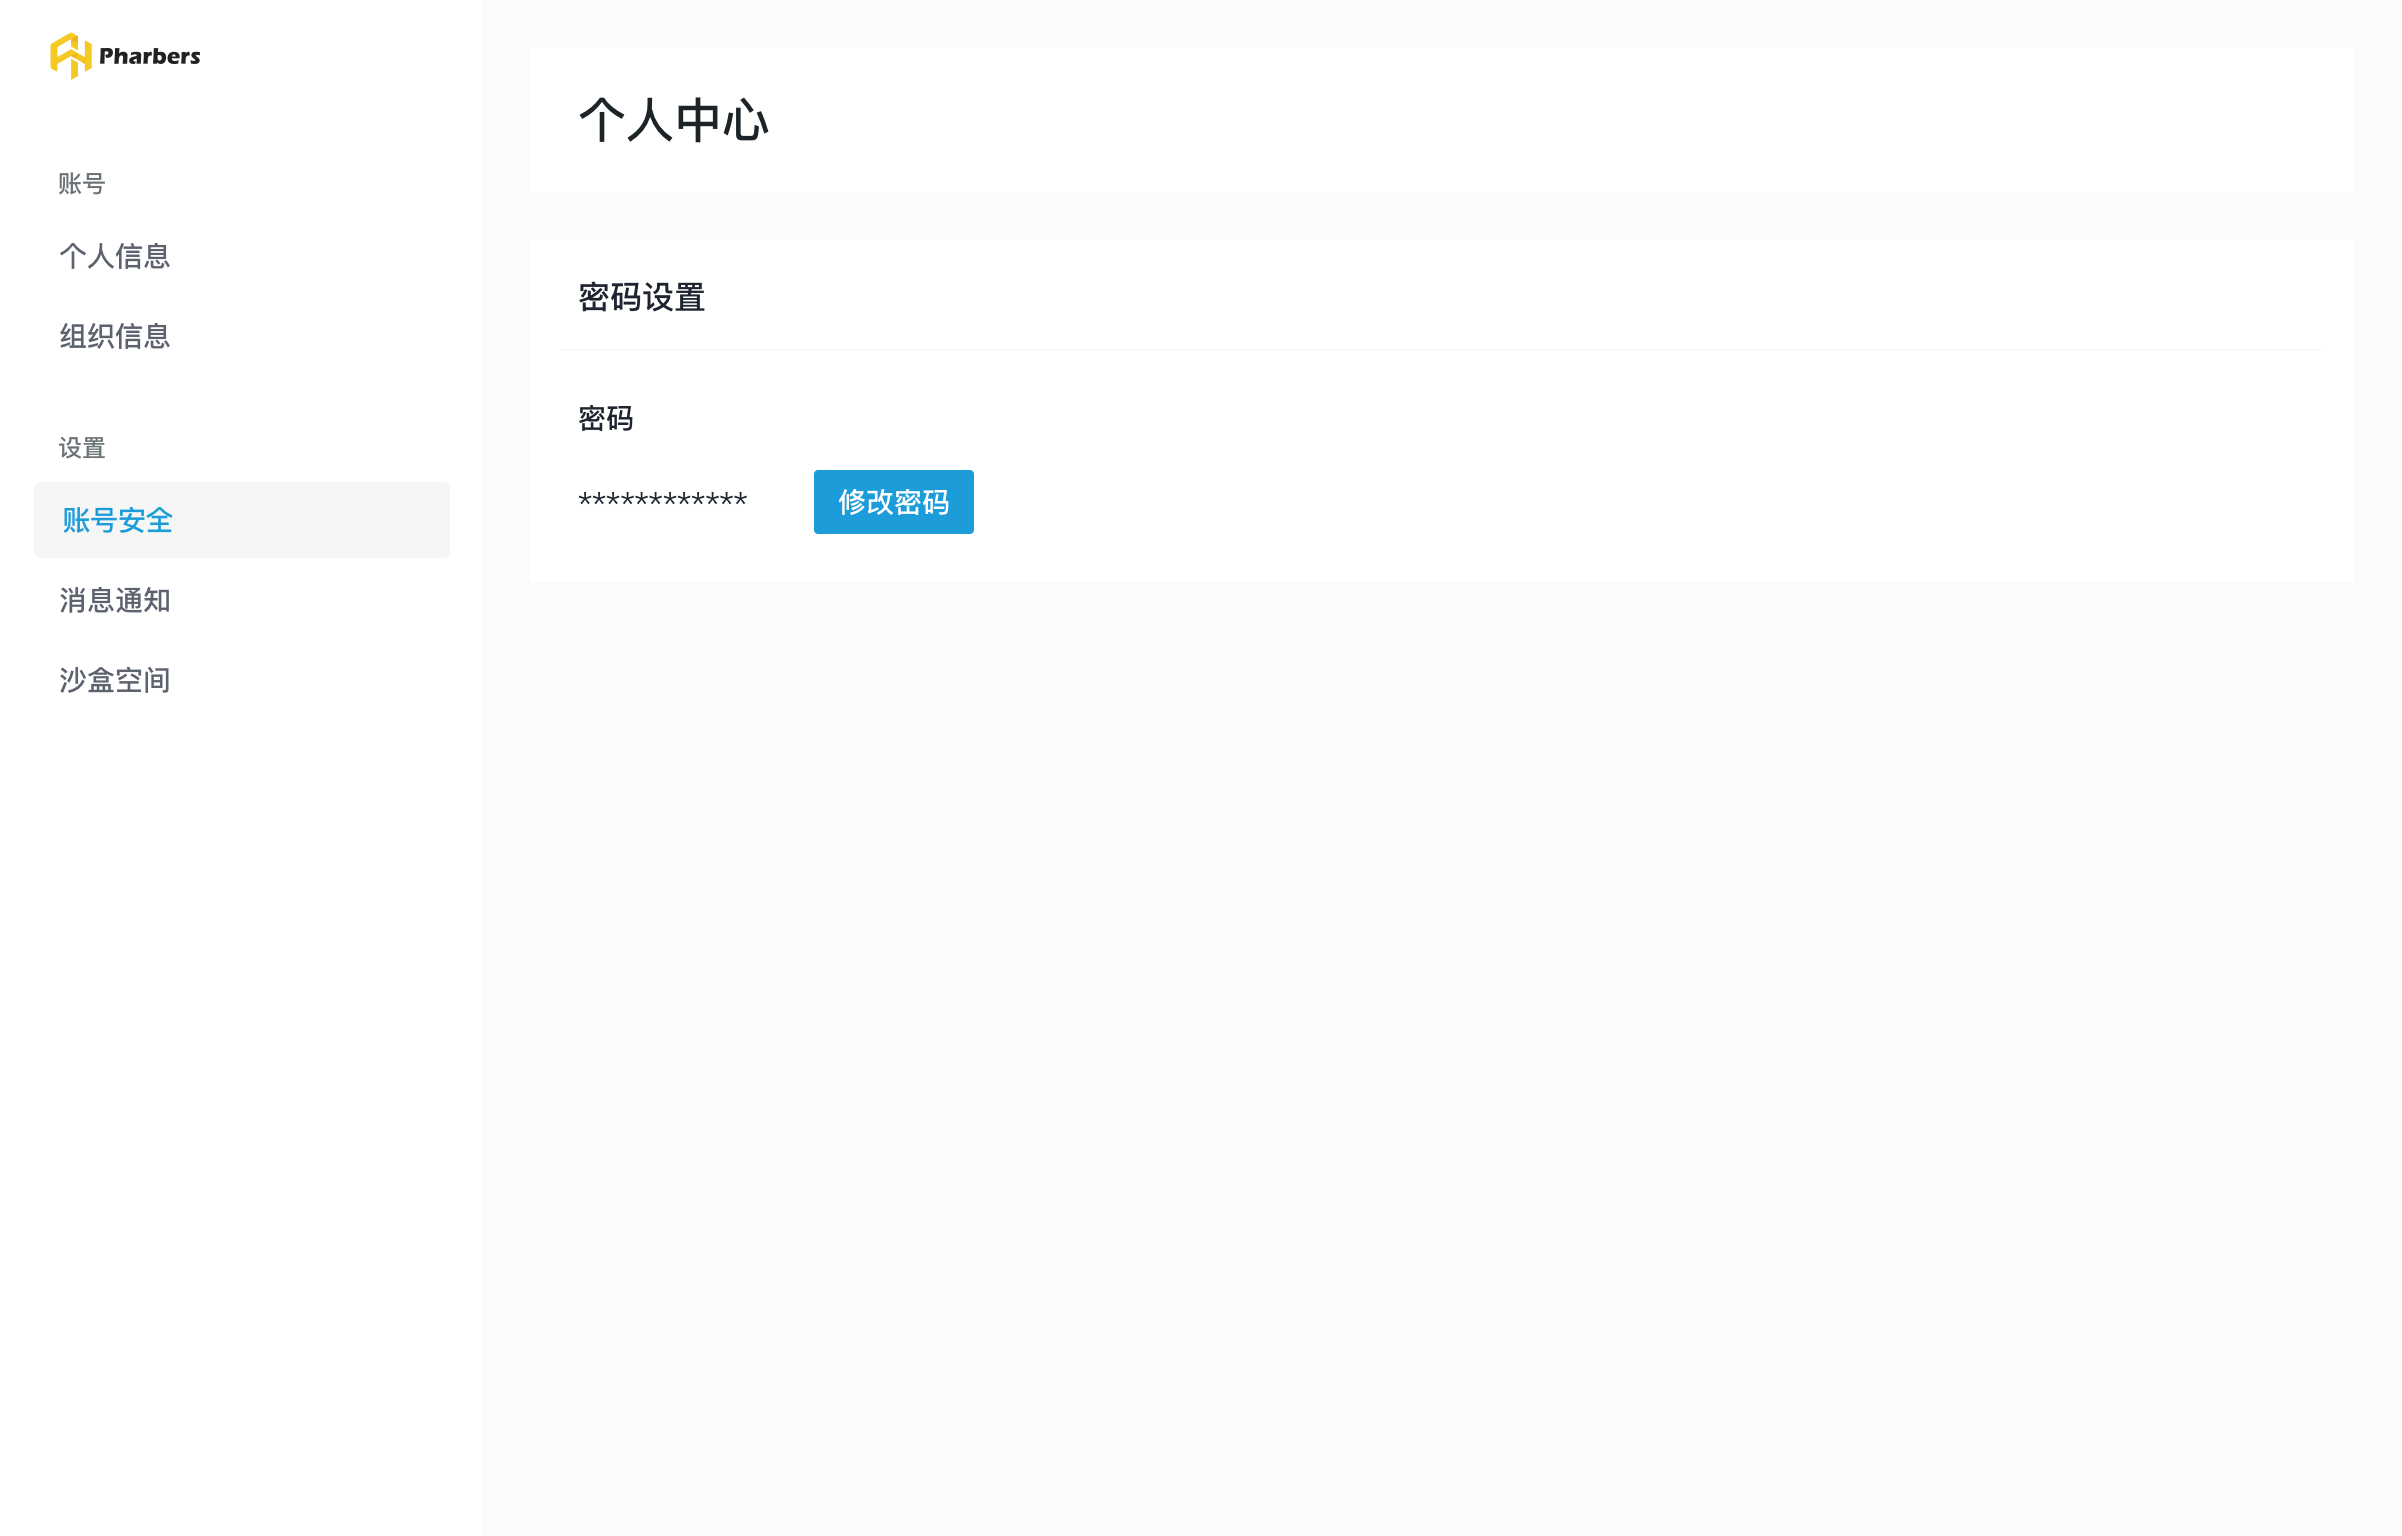 Pharbers
账号
个人信息
组织信息
设置
账号安全
消息通知
沙盒空间
个人中心
密码设置
密码
************
修改密码